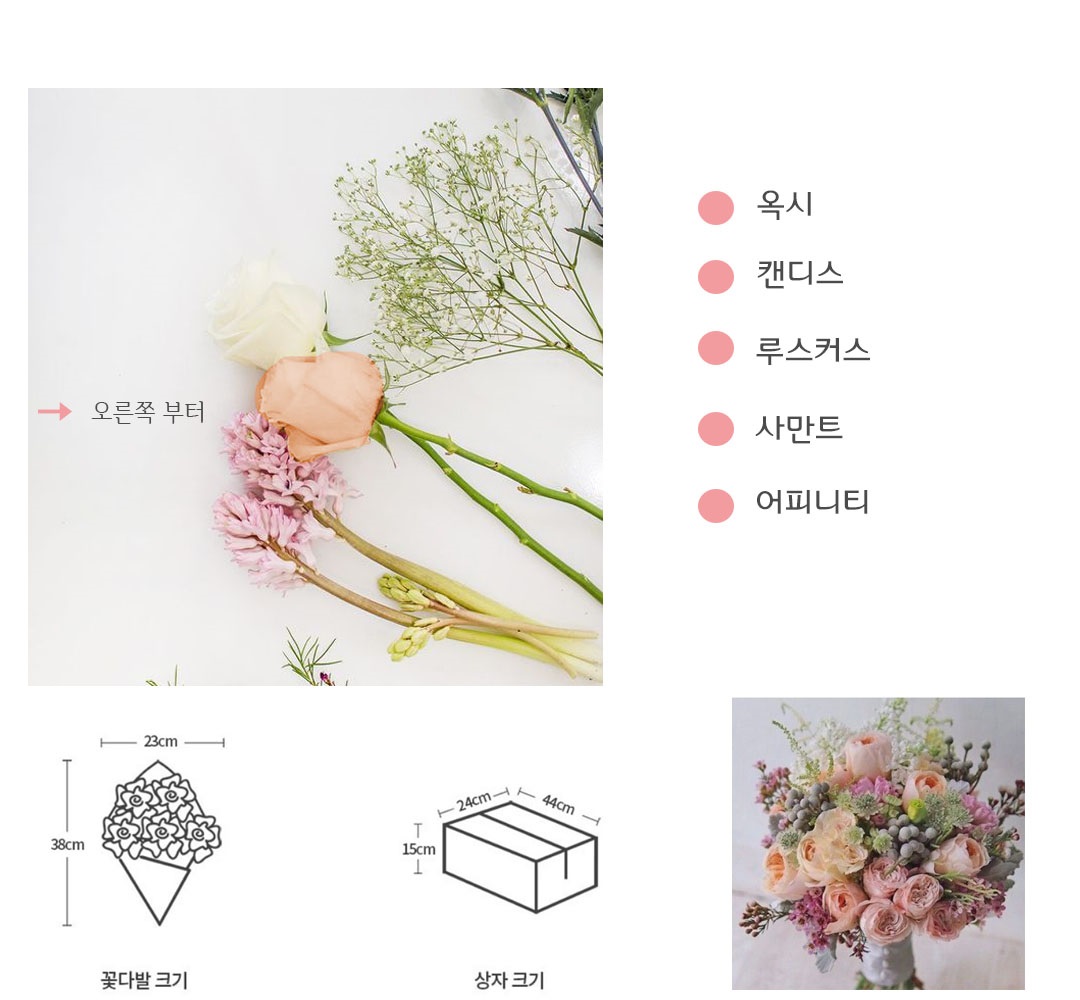 옥시
캔디스
루스커스
오른쪽 부터
사만트
어피니티
23cm
38cm
24cm
44cm
15cm
꽃다발 크기
상자 크기